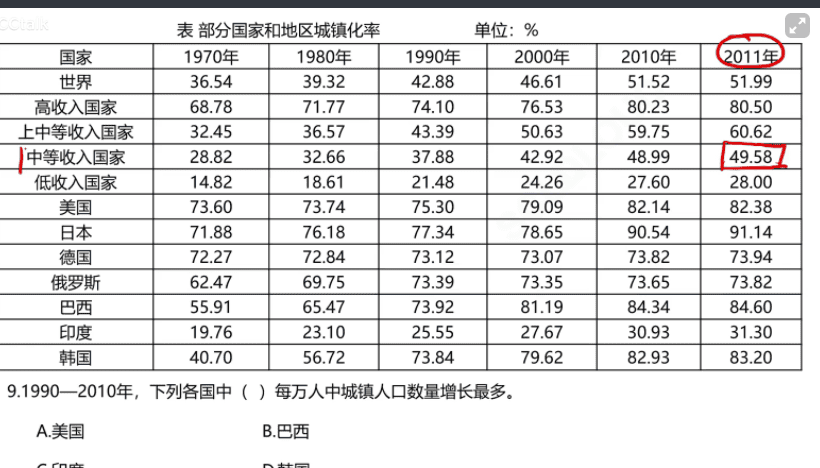 表 部分国家和地区城镇化率 单位：%
国家 1970年 1980年 1990年 2000年 2010年 2011年
世界 36.54 39.32 42.88 46.61 51.52 51.99
高收入国家 68.78 71.77 74.10 76.53 80.23 80.50
上中等收入国家 32.45 36.57 43.39 50.63 59.75 60.62
中等收入国家 28.82 32.66 37.88 42.92 48.99 49.58
低收入国家 14.82 18.61 21.48 24.26 27.60 28.00
美国 73.60 73.74 75.30 79.09 82.14 82.38
日本 71.88 76.18 77.34 78.65 90.54 91.14
德国 72.27 72.84 73.12 73.07 73.82 73.94
俄罗斯 62.47 69.75 73.39 73.35 73.65 73.82
巴西 55.91 65.47 73.92 81.19 84.34 84.60
印度 19.76 23.10 25.55 27.67 30.93 31.30
韩国 40.70 56.72 73.84 79.62 82.93 83.20
9.1990—2010年，下列各国中（ ）每万人中城镇人口数量增长最多。
A.美国 B.巴西
C.印度 D.韩国